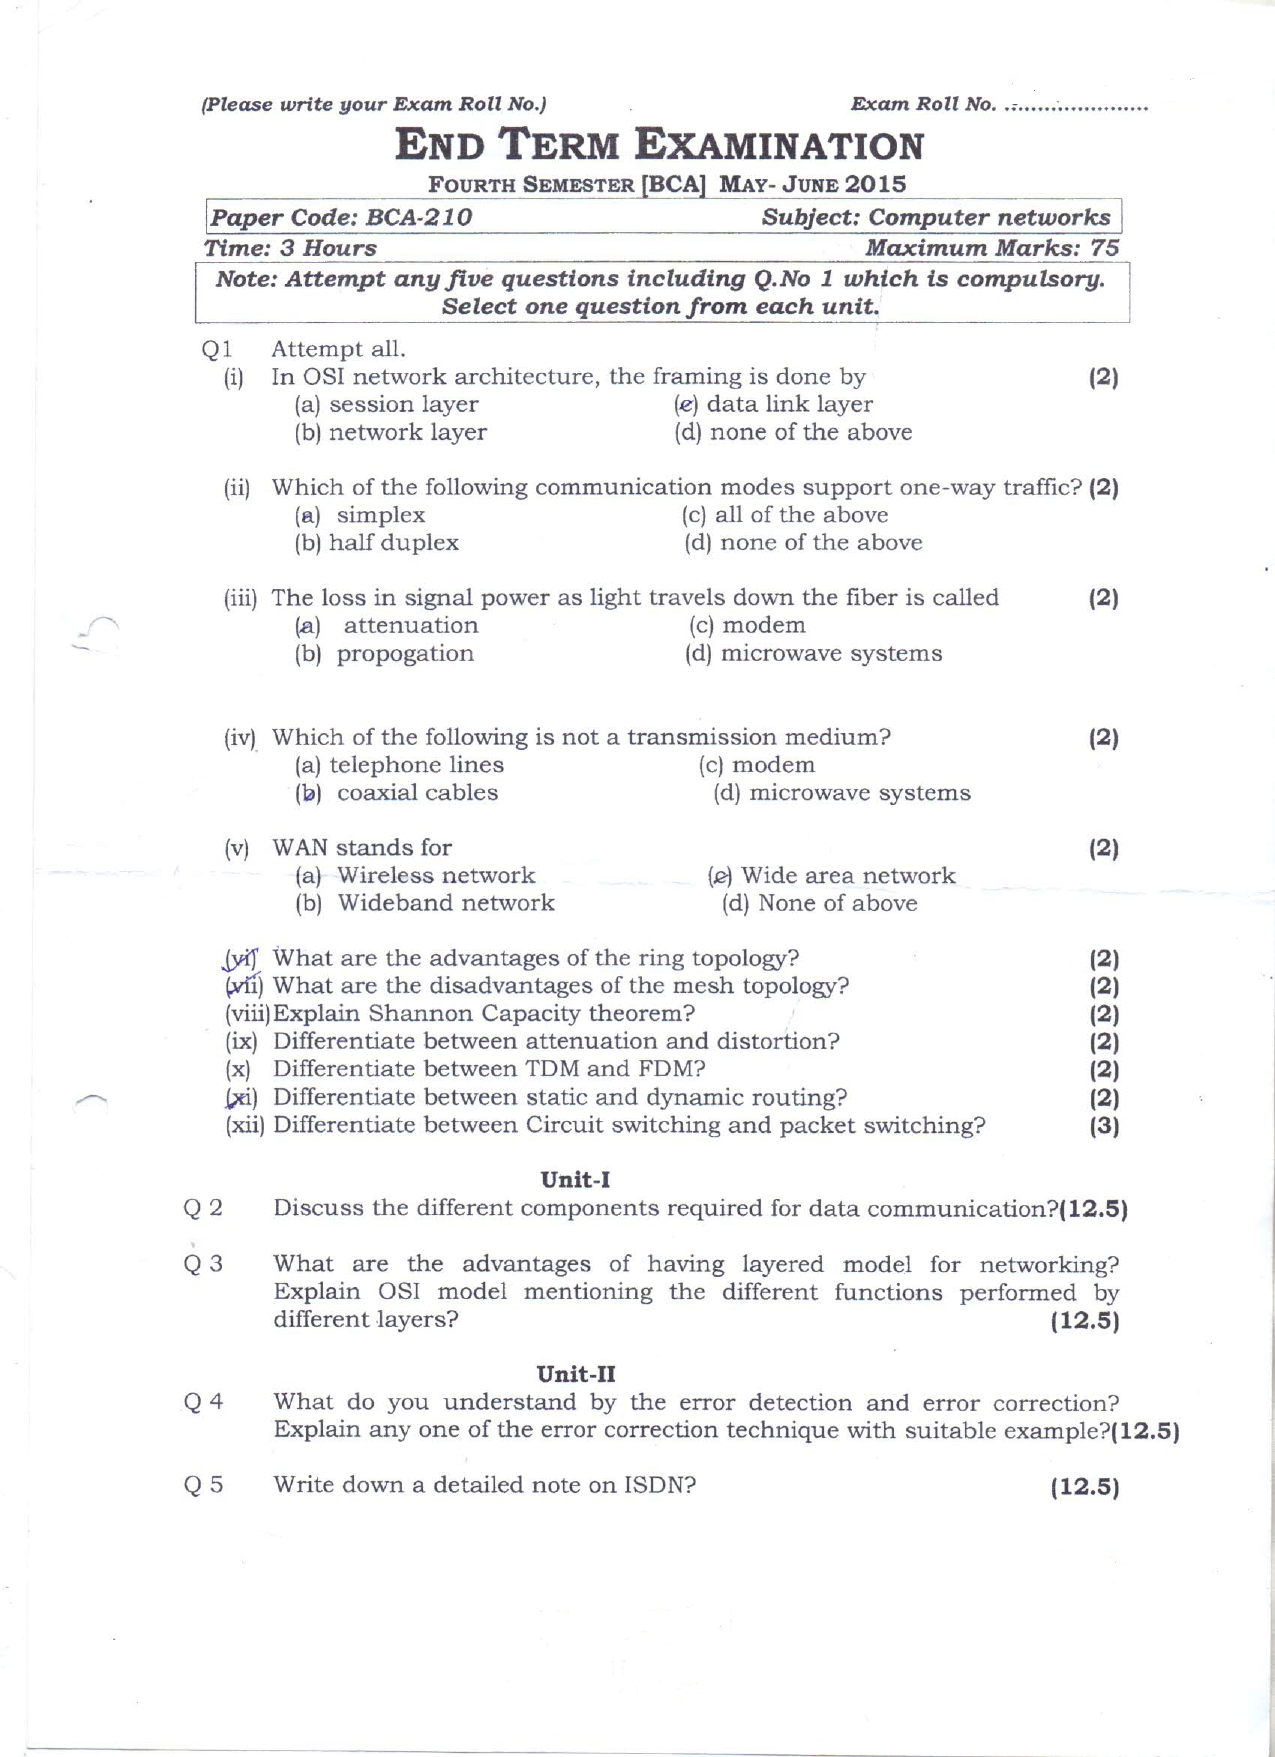 (Please write your Exam Roll No.) Exam Roll No. ........................
END TERM EXAMINATION
FOURTH SEMESTER [BCA] MAY- JUNE 2015
Paper Code: BCA-210 Subject: Computer networks
Time: 3 Hours Maximum Marks: 75
Note: Attempt any five questions including Q.No 1 which is compulsory.
Select one question from each unit.
Q1 Attempt all.
(i) In OSI network architecture, the framing is done by (2)
(a) session layer (c) data link layer
(b) network layer (d) none of the above
(ii) Which of the following communication modes support one-way traffic? (2)
(a) simplex (c) all of the above
(b) half duplex (d) none of the above
(iii) The loss in signal power as light travels down the fiber is called (2)
(a) attenuation (c) modem
(b) propogation (d) microwave systems
(iv) Which of the following is not a transmission medium? (2)
(a) telephone lines (c) modem
(b) coaxial cables (d) microwave systems
(v) WAN stands for (2)
(a) Wireless network (c) Wide area network
(b) Wideband network (d) None of above
(vi) What are the advantages of the ring topology? (2)
(vii) What are the disadvantages of the mesh topology? (2)
(viii) Explain Shannon Capacity theorem? (2)
(ix) Differentiate between attenuation and distortion? (2)
(x) Differentiate between TDM and FDM? (2)
(xi) Differentiate between static and dynamic routing? (2)
(xii) Differentiate between Circuit switching and packet switching? (3)
Unit-I
Q 2 Discuss the different components required for data communication?(12.5)
Q 3 What are the advantages of having layered model for networking?
Explain OSI model mentioning the different functions performed by
different layers? (12.5)
Unit-II
Q 4 What do you understand by the error detection and error correction?
Explain any one of the error correction technique with suitable example?(12.5)
Q 5 Write down a detailed note on ISDN? (12.5)